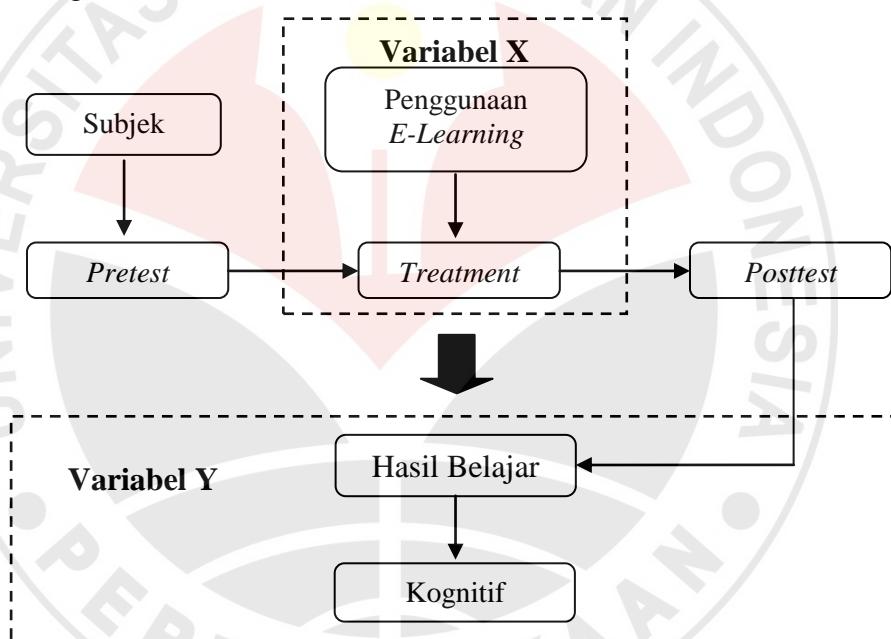 Variabel X
Penggunaan
E-Learning
Subjek
Pretest
Treatment
Posttest
Variabel Y
Hasil Belajar
Kognitif